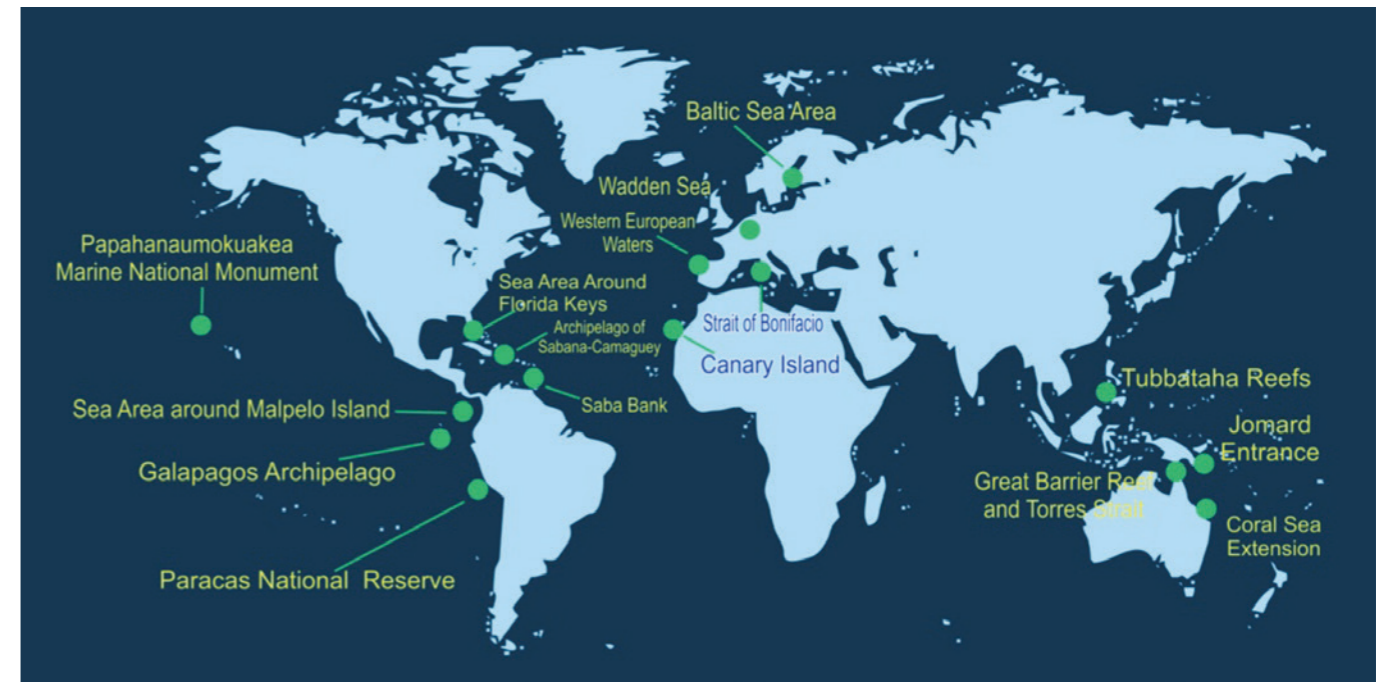 Baltic Sea Area
Wadden Sea
Western European
Waters
Papahanaumokuakea
Marine National Monument
Sea Area Around
Florida Keys
Archipelago of
Sabana-Camaguey
Strait of Bonifacio
Canary Island
Saba Bank
Tubbataha Reefs
Sea Area around Malpelo Island
Jomard
Entrance
Galapagos Archipelago
Great Barrier Reef
and Torres Strait
Coral Sea
Extension
Paracas National Reserve